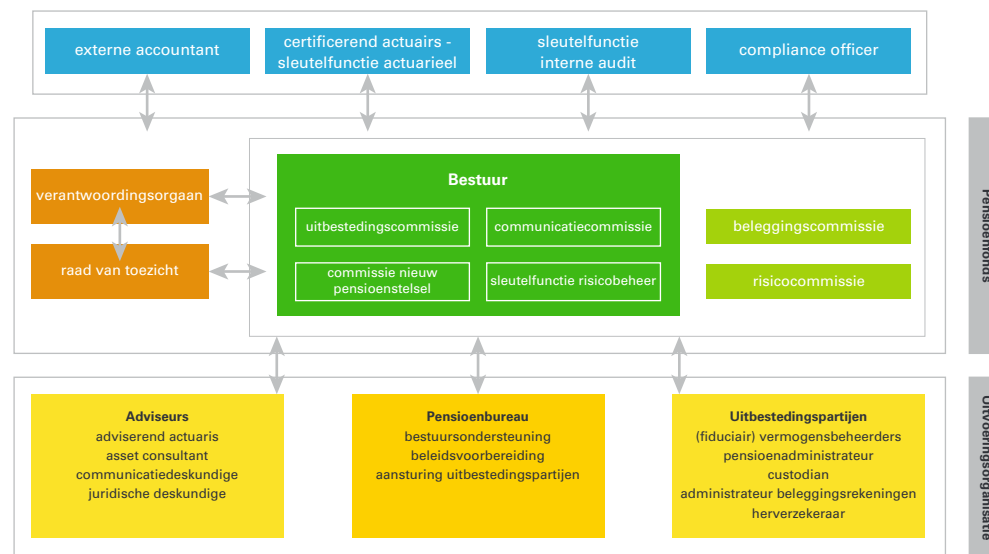 externe accountant
certificerend actuairs -
sleutelfunctie actuarieel
sleutelfunctie
interne audit
compliance officer
Pensioenfonds
verantwoordingsorgaan
raad van toezicht
Bestuur
uitbestedingscommissie
communicatiecommissie
commissie nieuw
pensioenstelsel
sleutelfunctie risicobeheer
beleggingscommissie
risicocommissie
Uitvoeringsorganisatie
Adviseurs
adviserend actuaris
asset consultant
communicatiedeskundige
juridische deskundige
Pensioenbureau
bestuursondersteuning
beleidsvoorbereiding
aansturing uitbestedingspartijen
Uitbestedingspartijen
(fiduciair) vermogensbeheerders
pensioenadministrateur
custodian
administrateur beleggingsrekeningen
herverzekeraar